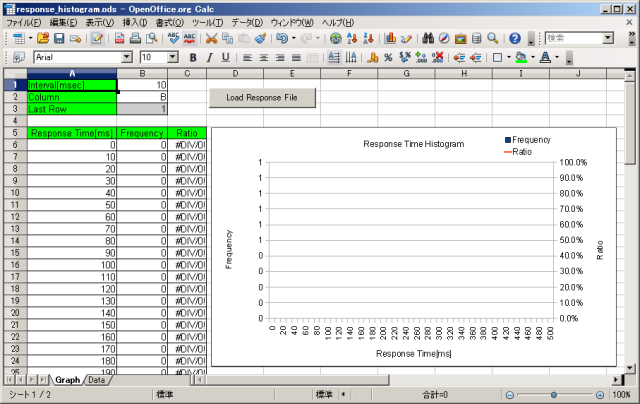 response_histogram.ods - OpenOffice.org Calc
ファイル(F) 編集(E) 表示(V) 挿入(I) 書式(O) ツール(T) データ(D) ウィンドウ(W) ヘルプ(H)
検索
Arial 10
A B C D E F G H I J
1 Interval[msec] 10
2 Column B
3 Last Row 1
Load Response File
4
5 Response Time[ms] Frequency Ratio
6 0 0 #DIV/0!
7 10 0 #DIV/0!
8 20 0 #DIV/0!
9 30 0 #DIV/0!
10 40 0 #DIV/0!
11 50 0 #DIV/0!
12 60 0 #DIV/0!
13 70 0 #DIV/0!
14 80 0 #DIV/0!
15 90 0 #DIV/0!
16 100 0 #DIV/0!
17 110 0 #DIV/0!
18 120 0 #DIV/0!
19 130 0 #DIV/0!
20 140 0 #DIV/0!
21 150 0 #DIV/0!
22 160 0 #DIV/0!
23 170 0 #DIV/0!
24 180 0 #DIV/0!
25 190 0 #DIV/0!
Response Time Histogram
Frequency
Ratio
1
1
1
1
1
1
0
0
0
0
0
Frequency
100.0%
90.0%
80.0%
70.0%
60.0%
50.0%
40.0%
30.0%
20.0%
10.0%
0.0%
Ratio
0 20 40 60 80 100 120 140 160 180 200 220 240 260 280 300 320 340 360 380 400 420 440 460 480 500
Response Time[ms]
Graph Data
シート 1 / 2 標準 標準 * 合計=0 100%